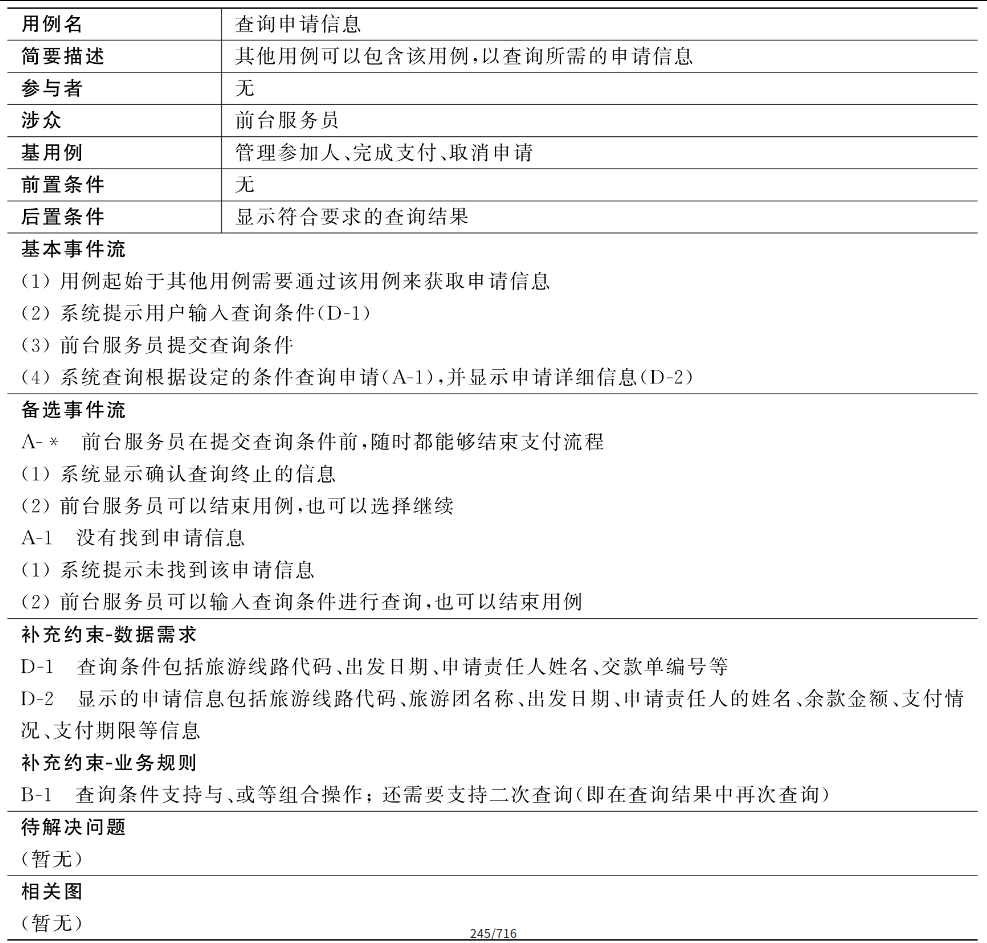 用例名 查询申请信息
简要描述 其他用例可以包含该用例,以查询所需的申请信息
参与者 无
涉众 前台服务员
基用例 管理参加人、完成支付、取消申请
前置条件 无
后置条件 显示符合要求的查询结果
基本事件流
(1) 用例起始于其他用例需要通过该用例来获取申请信息
(2) 系统提示用户输入查询条件(D-1)
(3) 前台服务员提交查询条件
(4) 系统查询根据设定的条件查询申请(A-1),并显示申请详细信息(D-2)
备选事件流
A-* 前台服务员在提交查询条件前,随时都能够结束支付流程
(1) 系统显示确认查询终止的信息
(2) 前台服务员可以结束用例,也可以选择继续
A-1 没有找到申请信息
(1) 系统提示未找到该申请信息
(2) 前台服务员可以输入查询条件进行查询,也可以结束用例
补充约束-数据需求
D-1 查询条件包括旅游线路代码、出发日期、申请责任人姓名、交款单编号等
D-2 显示的申请信息包括旅游线路代码、旅游团名称、出发日期、申请责任人的姓名、余款金额、支付情
况、支付期限等信息
补充约束-业务规则
B-1 查询条件支持与、或等组合操作; 还需要支持二次查询(即在查询结果中再次查询)
待解决问题
(暂无)
相关图
(暂无)
245/716